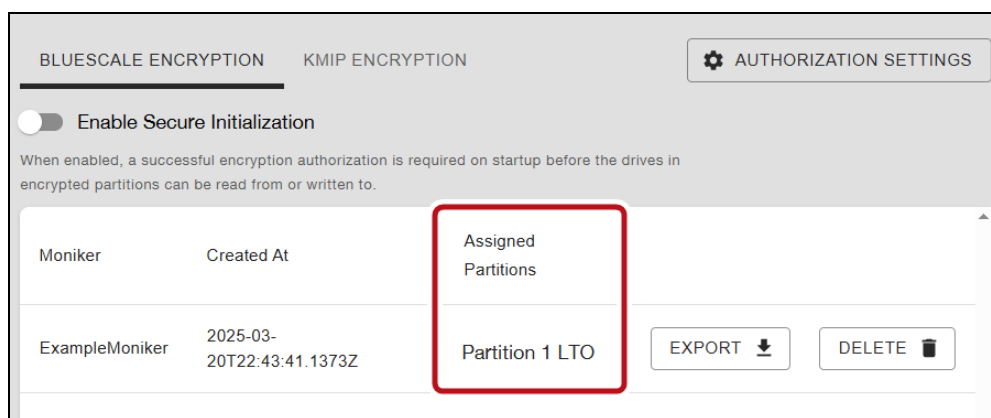 BLUESCALE ENCRYPTION KMIP ENCRYPTION AUTHORIZATION SETTINGS
Enable Secure Initialization
When enabled, a successful encryption authorization is required on startup before the drives in
encrypted partitions can be read from or written to.
Moniker Created At Assigned
Partitions
ExampleMoniker 2025-03-
20T22:43:41.1373Z Partition 1 LTO EXPORT DELETE